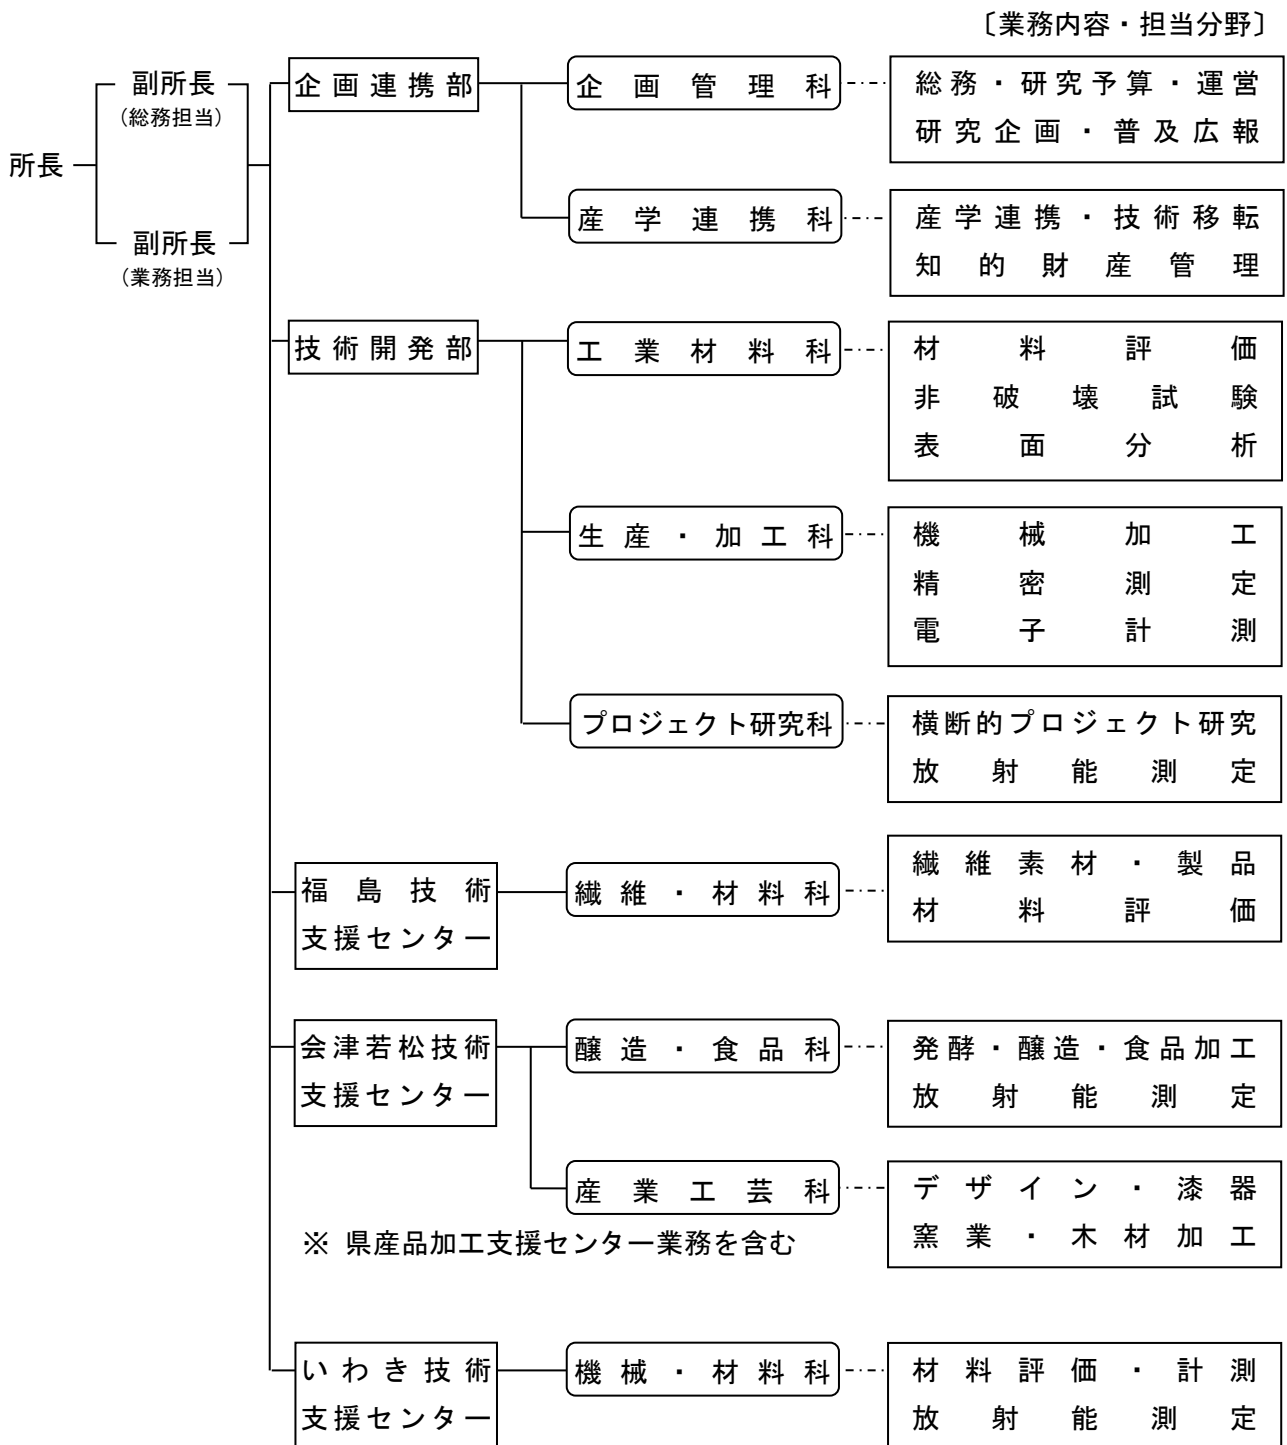 〔業務内容・担当分野〕
所長
副所長
(総務担当)
副所長
(業務担当)
企画連携部
企画管理科
総務・研究予算・運営
研究企画・普及広報
産学連携科
産学連携・技術移転
知的財産管理
技術開発部
工業材料科
材料評価
非破壊試験
表面分析
生産・加工科
機械加工
精密測定
電子計測
プロジェクト研究科
横断的プロジェクト研究
放射能測定
福島技術
支援センター
繊維・材料科
繊維素材・製品
材料評価
会津若松技術
支援センター
醸造・食品科
発酵・醸造・食品加工
放射能測定
産業工芸科
デザイン・漆器
窯業・木材加工
※ 県産品加工支援センター業務を含む
いわき技術
支援センター
機械・材料科
材料評価・計測
放射能測定